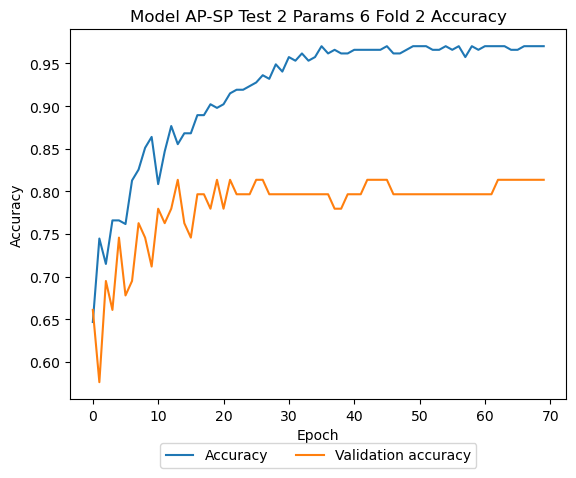 Model AP-SP Test 2 Params 6 Fold 2 Accuracy
Accuracy
0.95
0.90
0.85
0.80
0.75
0.70
0.65
0.60
0 10 20 30 40 50 60 70
Epoch
Accuracy Validation accuracy